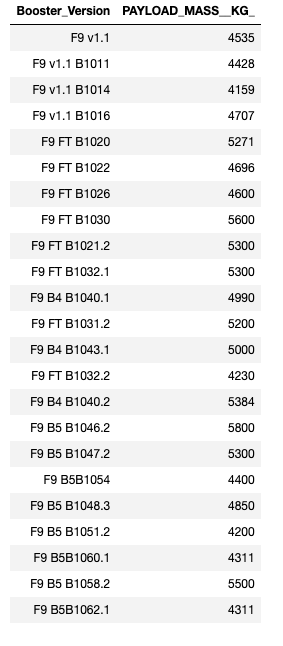 Booster_Version PAYLOAD_MASS__KG_
F9 v1.1 4535
F9 v1.1 B1011 4428
F9 v1.1 B1014 4159
F9 v1.1 B1016 4707
F9 FT B1020 5271
F9 FT B1022 4696
F9 FT B1026 4600
F9 FT B1030 5600
F9 FT B1021.2 5300
F9 FT B1032.1 5300
F9 B4 B1040.1 4990
F9 FT B1031.2 5200
F9 B4 B1043.1 5000
F9 FT B1032.2 4230
F9 B4 B1040.2 5384
F9 B5 B1046.2 5800
F9 B5 B1047.2 5300
F9 B5B1054 4400
F9 B5 B1048.3 4850
F9 B5 B1051.2 4200
F9 B5B1060.1 4311
F9 B5 B1058.2 5500
F9 B5B1062.1 4311